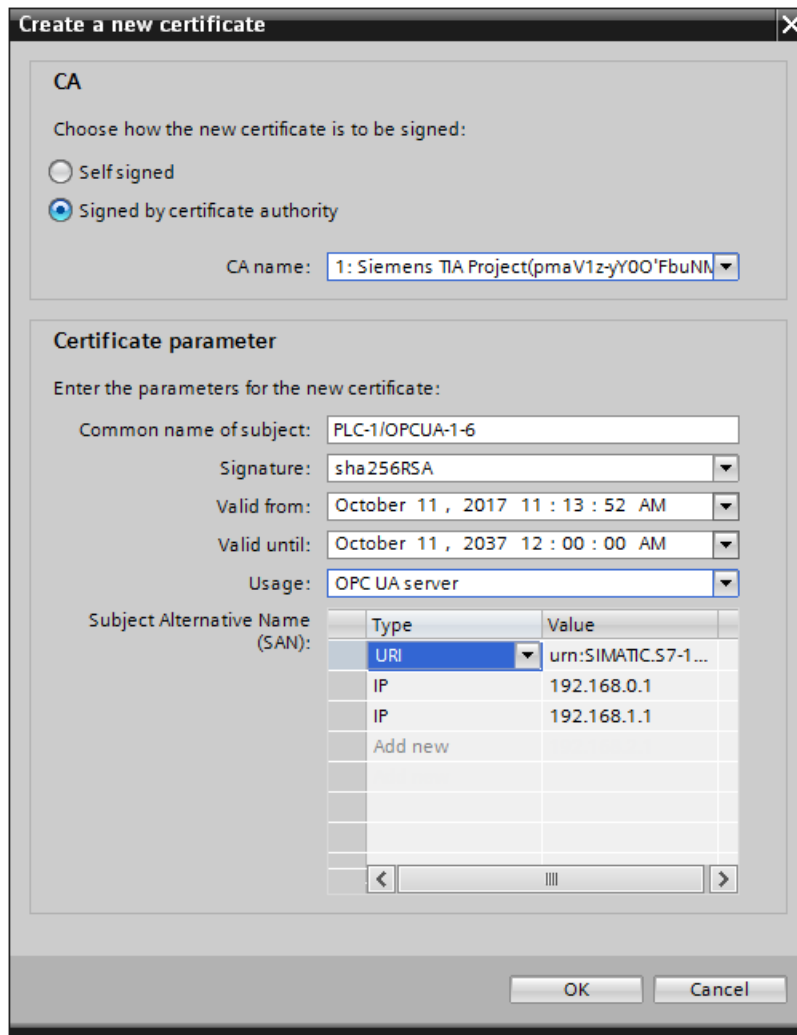 Create a new certificate
CA
Choose how the new certificate is to be signed:
Self signed
Signed by certificate authority
CA name: 1: Siemens TIA Project(pmaV1z-yY0O'FbuNM
Certificate parameter
Enter the parameters for the new certificate:
Common name of subject: PLC-1/OPCUA-1-6
Signature: sha256RSA
Valid from: October 11 , 2017 11 : 13 : 52 AM
Valid until: October 11 , 2037 12 : 00 : 00 AM
Usage: OPC UA server
Subject Alternative Name
(SAN):
Type Value
URI urn:SIMATIC.S7-1...
IP 192.168.0.1
IP 192.168.1.1
Add new
OK Cancel